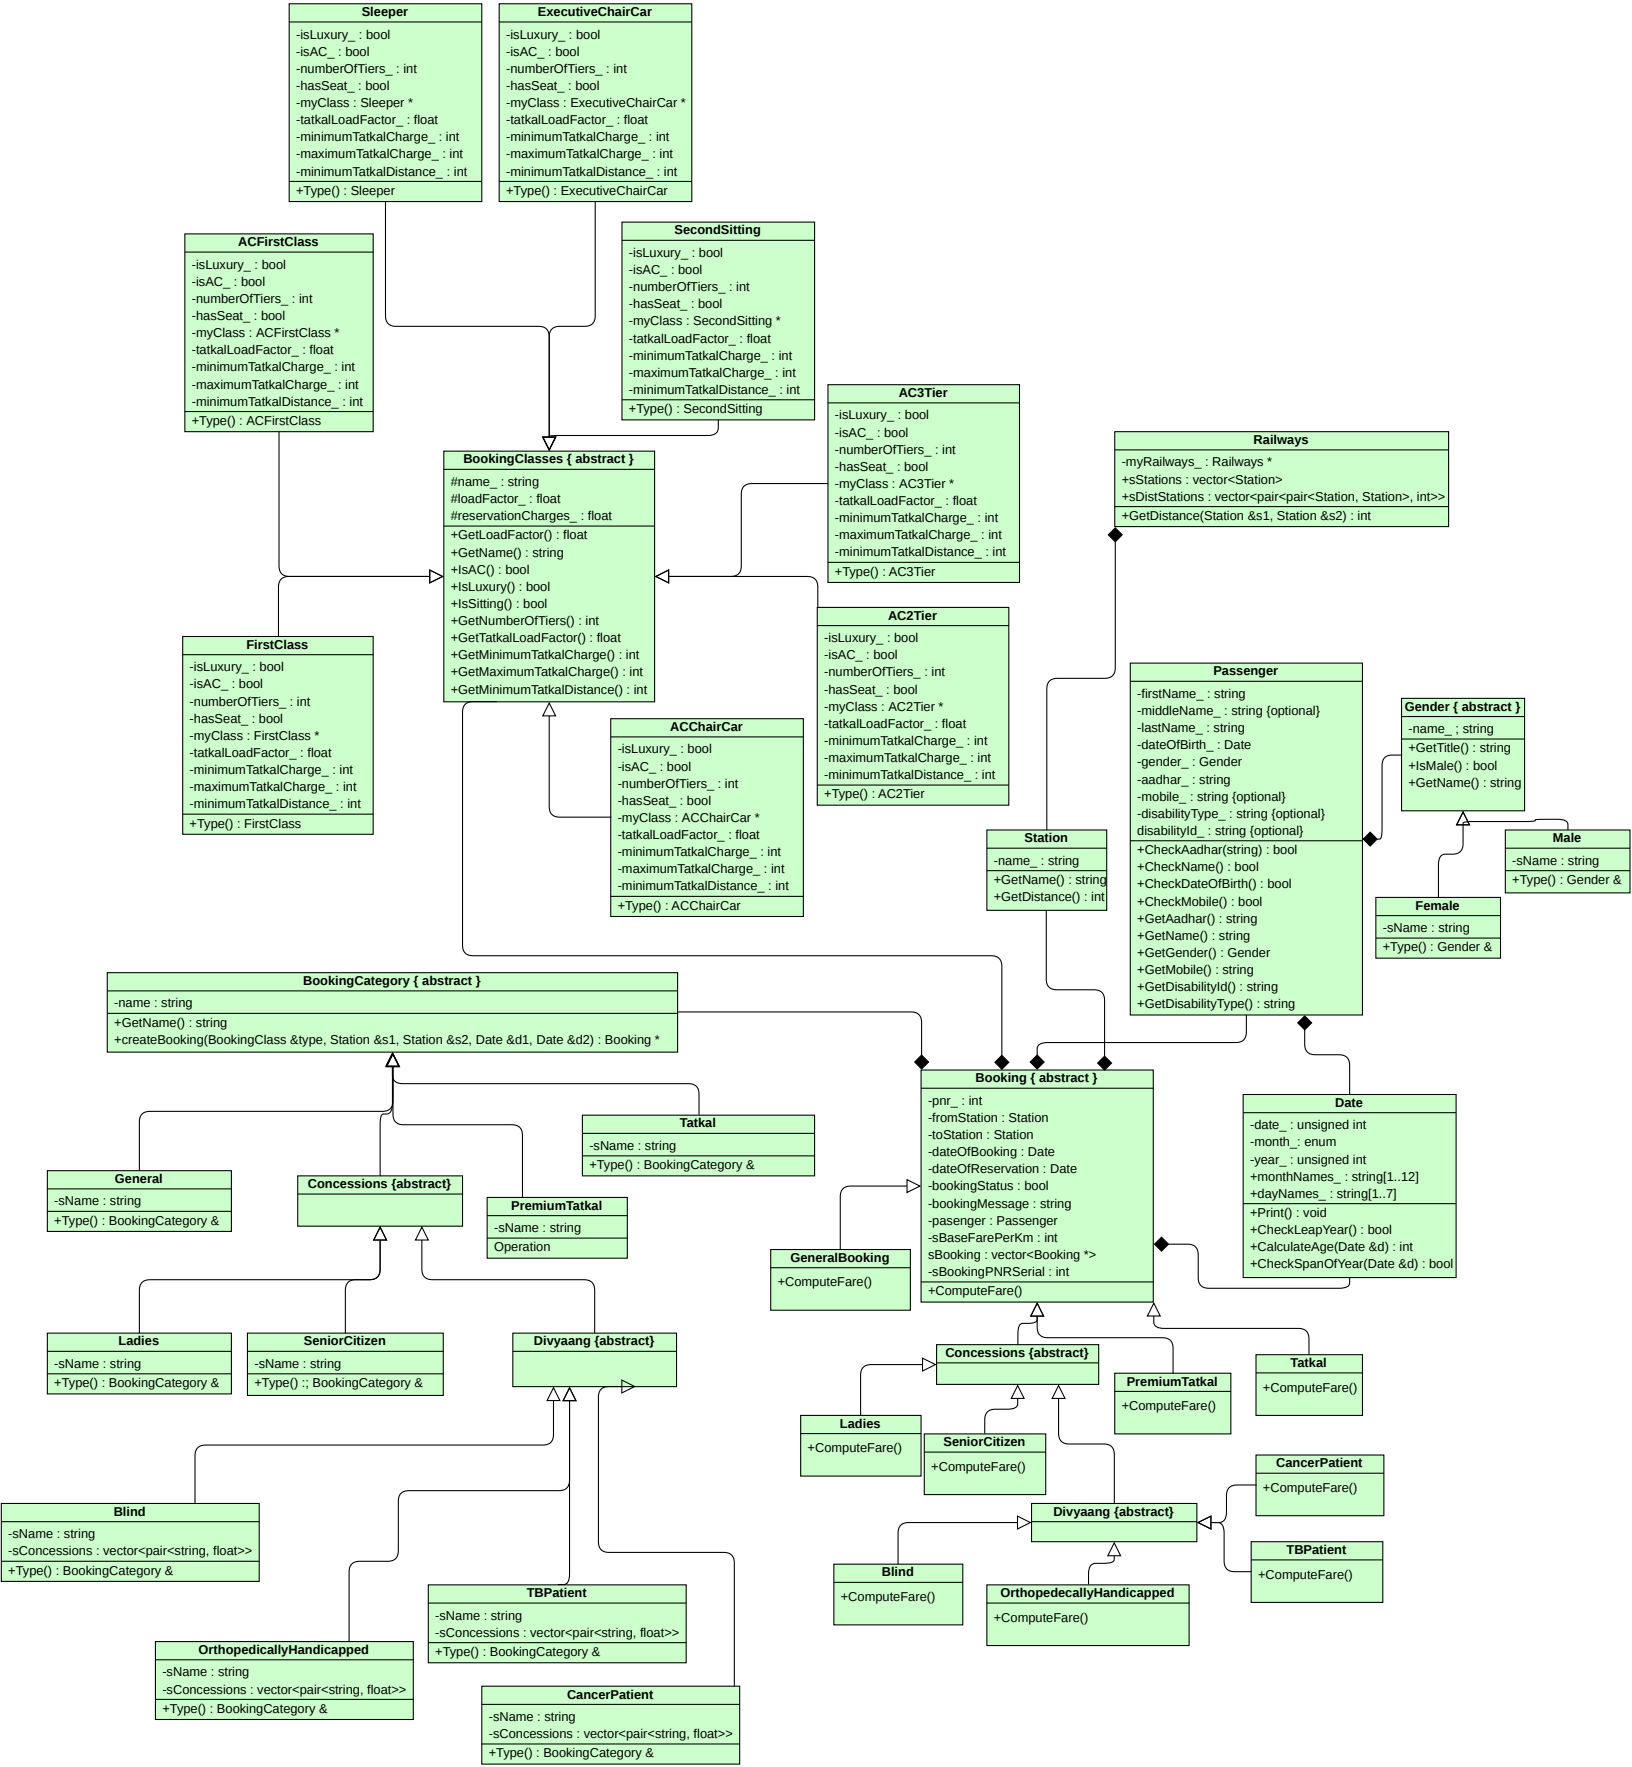 Sleeper
-isLuxury_ : bool
-isAC_ : bool
-numberOfTiers_ : int
-hasSeat_ : bool
-myClass : Sleeper *
-tatkalLoadFactor_ : float
-minimumTatkalCharge_ : int
-maximumTatkalCharge_ : int
-minimumTatkalDistance_ : int
+Type() : Sleeper
ExecutiveChairCar
-isLuxury_ : bool
-isAC_ : bool
-numberOfTiers_ : int
-hasSeat_ : bool
-myClass : ExecutiveChairCar *
-tatkalLoadFactor_ : float
-minimumTatkalCharge_ : int
-maximumTatkalCharge_ : int
-minimumTatkalDistance_ : int
+Type() : ExecutiveChairCar
ACFirstClass
-isLuxury_ : bool
-isAC_ : bool
-numberOfTiers_ : int
-hasSeat_ : bool
-myClass : ACFirstClass *
-tatkalLoadFactor_ : float
-minimumTatkalCharge_ : int
-maximumTatkalCharge_ : int
-minimumTatkalDistance_ : int
+Type() : ACFirstClass
SecondSitting
-isLuxury_ : bool
-isAC_ : bool
-numberOfTiers_ : int
-hasSeat_ : bool
-myClass : SecondSitting *
-tatkalLoadFactor_ : float
-minimumTatkalCharge_ : int
-maximumTatkalCharge_ : int
-minimumTatkalDistance_ : int
+Type() : SecondSitting
AC3Tier
-isLuxury_ : bool
-isAC_ : bool
-numberOfTiers_ : int
-hasSeat_ : bool
-myClass : AC3Tier *
-tatkalLoadFactor_ : float
-minimumTatkalCharge_ : int
-maximumTatkalCharge_ : int
-minimumTatkalDistance_ : int
+Type() : AC3Tier
Railways
-myRailways_ : Railways *
+sStations : vector<Station>
+sDistStations : vector<pair<pair<Station, Station>, int>>
+GetDistance(Station &s1, Station &s2) : int
BookingClasses { abstract }
#name_ : string
#loadFactor_ : float
#reservationCharges_ : float
+GetLoadFactor() : float
+GetName() : string
+IsAC() : bool
+IsLuxury() : bool
+IsSitting() : bool
+GetNumberOfTiers() : int
+GetTatkalLoadFactor() : float
+GetMinimumTatkalCharge() : int
+GetMaximumTatkalCharge() : int
+GetMinimumTatkalDistance() : int
FirstClass
-isLuxury_ : bool
-isAC_ : bool
-numberOfTiers_ : int
-hasSeat_ : bool
-myClass : FirstClass *
-tatkalLoadFactor_ : float
-minimumTatkalCharge_ : int
-maximumTatkalCharge_ : int
-minimumTatkalDistance_ : int
+Type() : FirstClass
AC2Tier
-isLuxury_ : bool
-isAC_ : bool
-numberOfTiers_ : int
-hasSeat_ : bool
-myClass : AC2Tier *
-tatkalLoadFactor_ : float
-minimumTatkalCharge_ : int
-maximumTatkalCharge_ : int
-minimumTatkalDistance_ : int
+Type() : AC2Tier
ACChairCar
-isLuxury_ : bool
-isAC_ : bool
-numberOfTiers_ : int
-hasSeat_ : bool
-myClass : ACChairCar *
-tatkalLoadFactor_ : float
-minimumTatkalCharge_ : int
-maximumTatkalCharge_ : int
-minimumTatkalDistance_ : int
+Type() : ACChairCar
Passenger
-firstName_ : string
-middleName_ : string {optional}
-lastName_ : string
-dateOfBirth_ : Date
-gender_ : Gender
-aadhar_ : string
-mobile_ : string {optional}
-disabilityType_ : string {optional}
disabilityId_ : string {optional}
+CheckAadhar(string) : bool
+CheckName() : bool
+CheckDateOfBirth() : bool
+CheckMobile() : bool
+GetAadhar() : string
+GetName() : string
+GetGender() : Gender
+GetMobile() : string
+GetDisabilityId() : string
+GetDisabilityType() : string
Gender { abstract }
-name_ ; string
+GetTitle() : string
+IsMale() : bool
+GetName() : string
Male
-sName : string
+Type() : Gender &
Female
-sName : string
+Type() : Gender &
Station
-name_ : string
+GetName() : string
+GetDistance() : int
BookingCategory { abstract }
-name : string
+GetName() : string
+createBooking(BookingClass &type, Station &s1, Station &s2, Date &d1, Date &d2) : Booking *
Booking { abstract }
-pnr_ : int
-fromStation : Station
-toStation : Station
-dateOfBooking : Date
-dateOfReservation : Date
-bookingStatus : bool
-bookingMessage : string
-pasenger : Passenger
-sBaseFarePerKm : int
sBooking : vector<Booking *>
-sBookingPNRSerial : int
+ComputeFare()
Date
-date_ : unsigned int
-month_: enum
-year_ : unsigned int
+monthNames_ : string[1..12]
+dayNames_ : string[1..7]
+Print() : void
+CheckLeapYear() : bool
+CalculateAge(Date &d) : int
+CheckSpanOfYear(Date &d) : bool
Tatkal
-sName : string
+Type() : BookingCategory &
General
-sName : string
+Type() : BookingCategory &
Concessions {abstract}
PremiumTatkal
-sName : string
Operation
GeneralBooking
+ComputeFare()
Ladies
-sName : string
+Type() : BookingCategory &
SeniorCitizen
-sName : string
+Type() :; BookingCategory &
Divyaang {abstract}
Concessions {abstract}
PremiumTatkal
+ComputeFare()
Tatkal
+ComputeFare()
Ladies
+ComputeFare()
SeniorCitizen
+ComputeFare()
CancerPatient
+ComputeFare()
Divyaang {abstract}
TBPatient
+ComputeFare()
Blind
+ComputeFare()
OrthopedecallyHandicapped
+ComputeFare()
Blind
-sName : string
-sConcessions : vector<pair<string, float>>
+Type() : BookingCategory &
TBPatient
-sName : string
-sConcessions : vector<pair<string, float>>
+Type() : BookingCategory &
OrthopedicallyHandicapped
-sName : string
-sConcessions : vector<pair<string, float>>
+Type() : BookingCategory &
CancerPatient
-sName : string
-sConcessions : vector<pair<string, float>>
+Type() : BookingCategory &